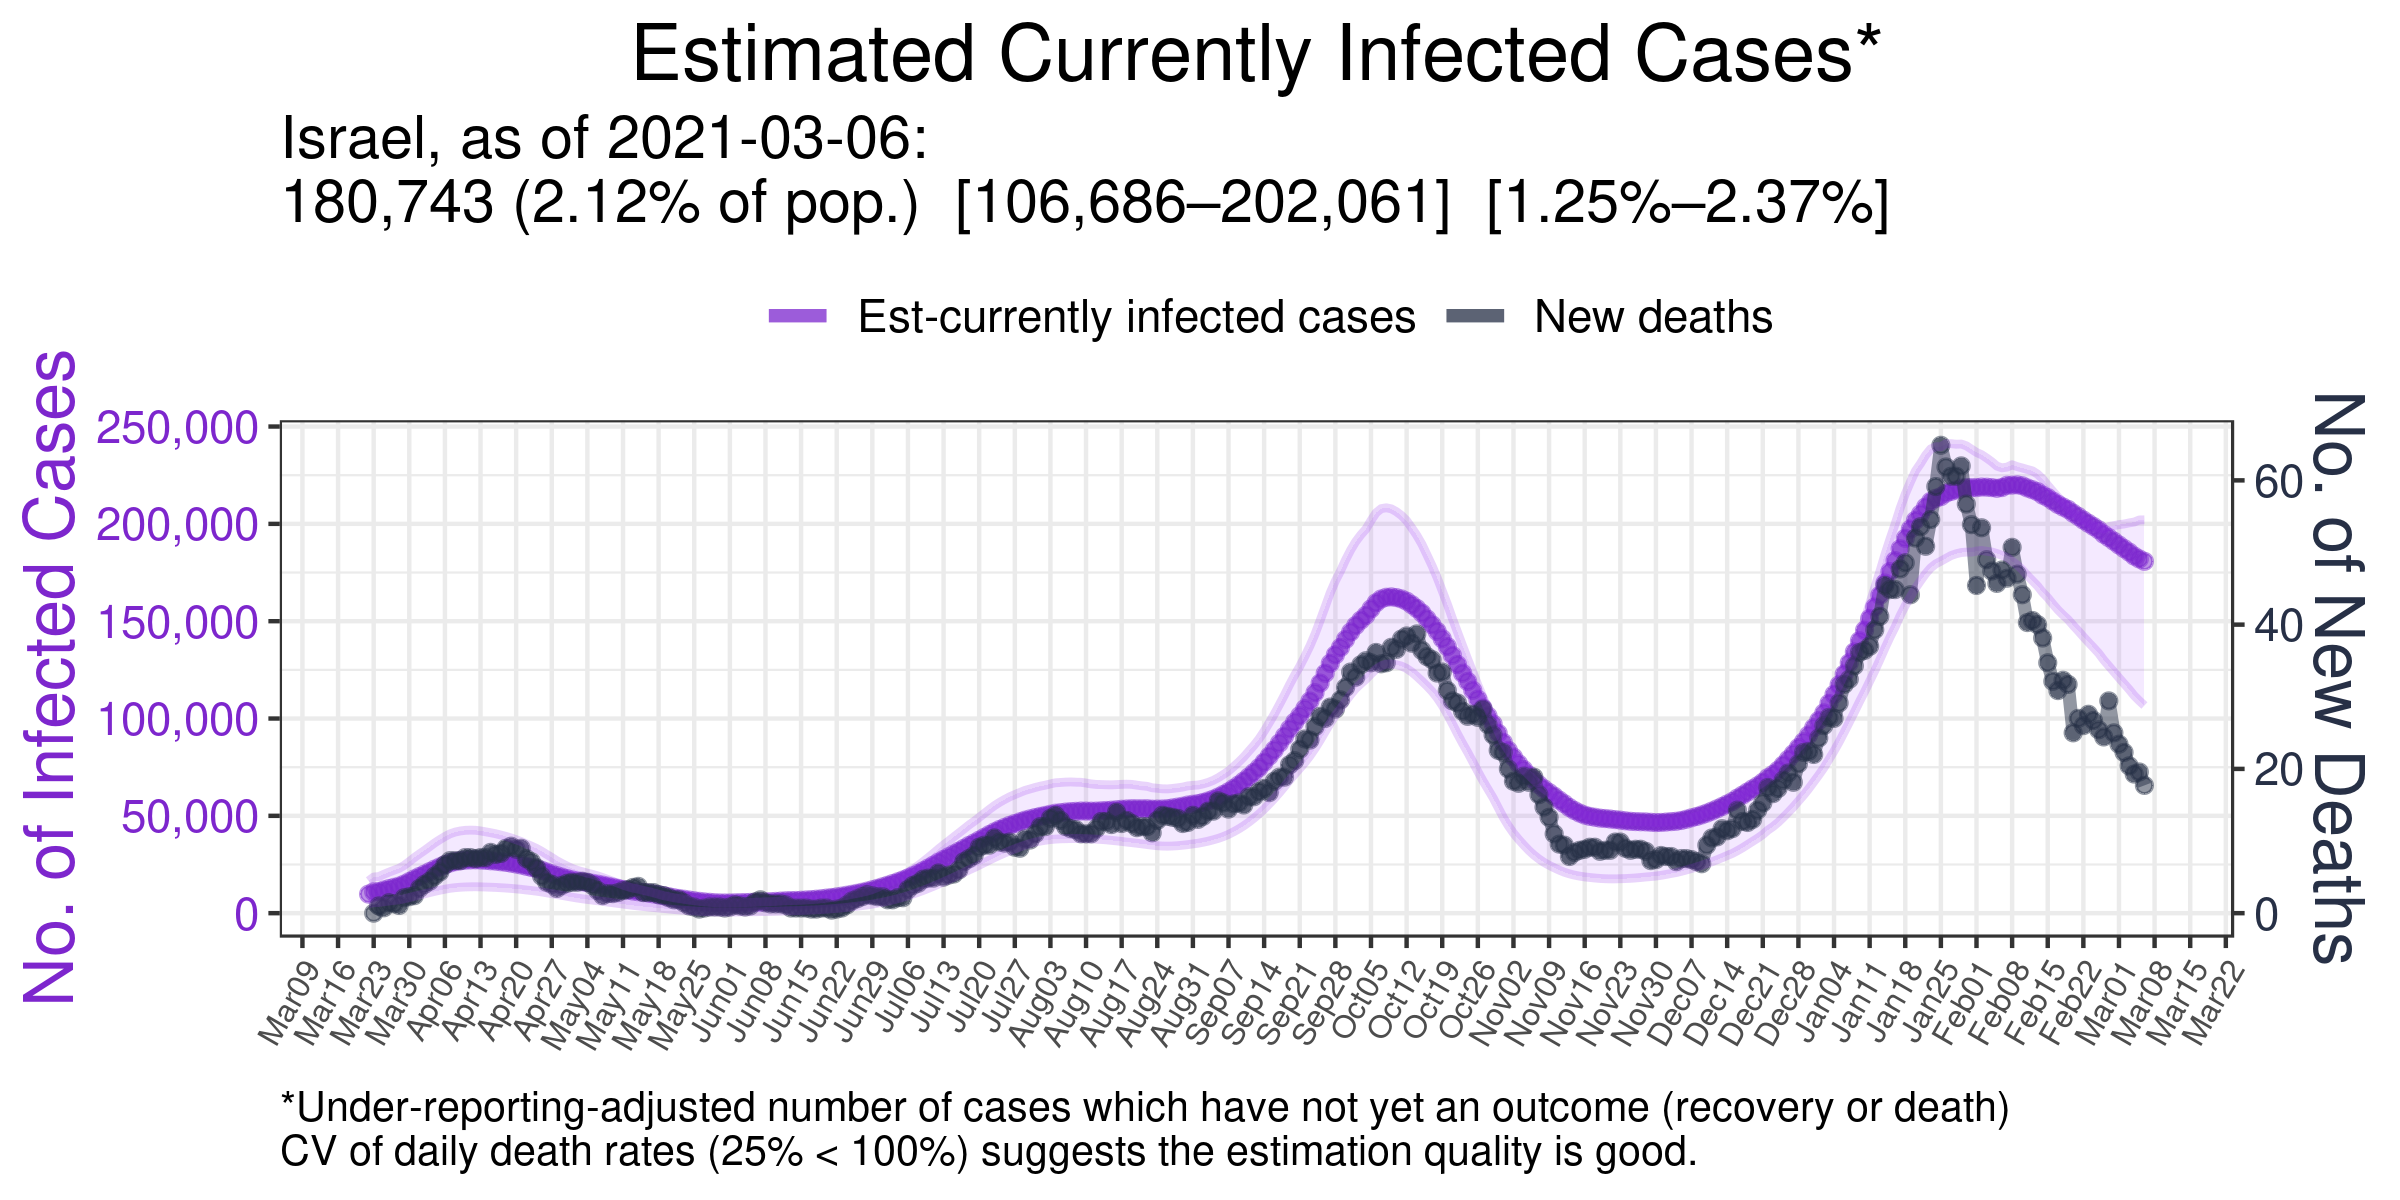 Estimated Currently Infected Cases*
Israel, as of 2021-03-06:
180,743 (2.12% of pop.)  [106,686–202,061]  [1.25%–2.37%]
Est-currently infected cases
New deaths
No. of Infected Cases
250,000
200,000
150,000
100,000
50,000
0
No. of New Deaths
60
40
20
0
Mar09
Mar16
Mar23
Mar30
Apr06
Apr13
Apr20
Apr27
May04
May11
May18
May25
Jun01
Jun08
Jun15
Jun22
Jun29
Jul06
Jul13
Jul20
Jul27
Aug03
Aug10
Aug17
Aug24
Aug31
Sep07
Sep14
Sep21
Sep28
Oct05
Oct12
Oct19
Oct26
Nov02
Nov09
Nov16
Nov23
Nov30
Dec07
Dec14
Dec21
Dec28
Jan04
Jan11
Jan18
Jan25
Feb01
Feb08
Feb15
Feb22
Mar01
Mar08
Mar15
Mar22
*Under-reporting-adjusted number of cases which have not yet an outcome (recovery or death)
CV of daily death rates (25% < 100%) suggests the estimation quality is good.